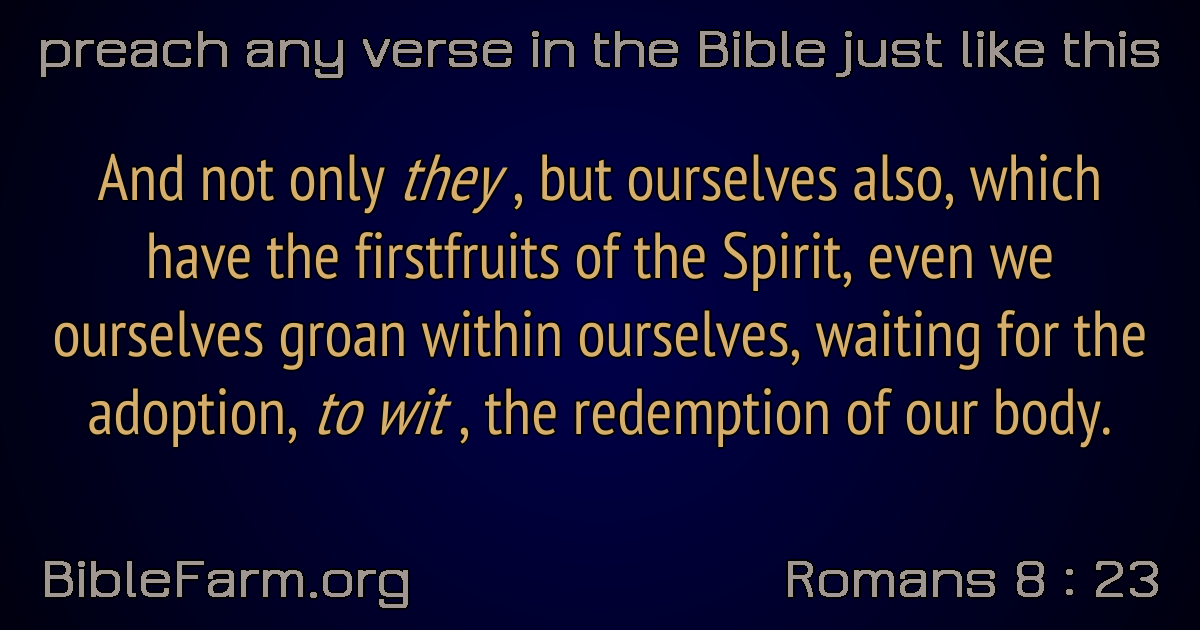 preach any verse in the Bible just like this
And not only they , but ourselves also, which
have the firstfruits of the Spirit, even we
ourselves groan within ourselves, waiting for the
adoption, to wit , the redemption of our body.
BibleFarm.org
Romans 8 : 23